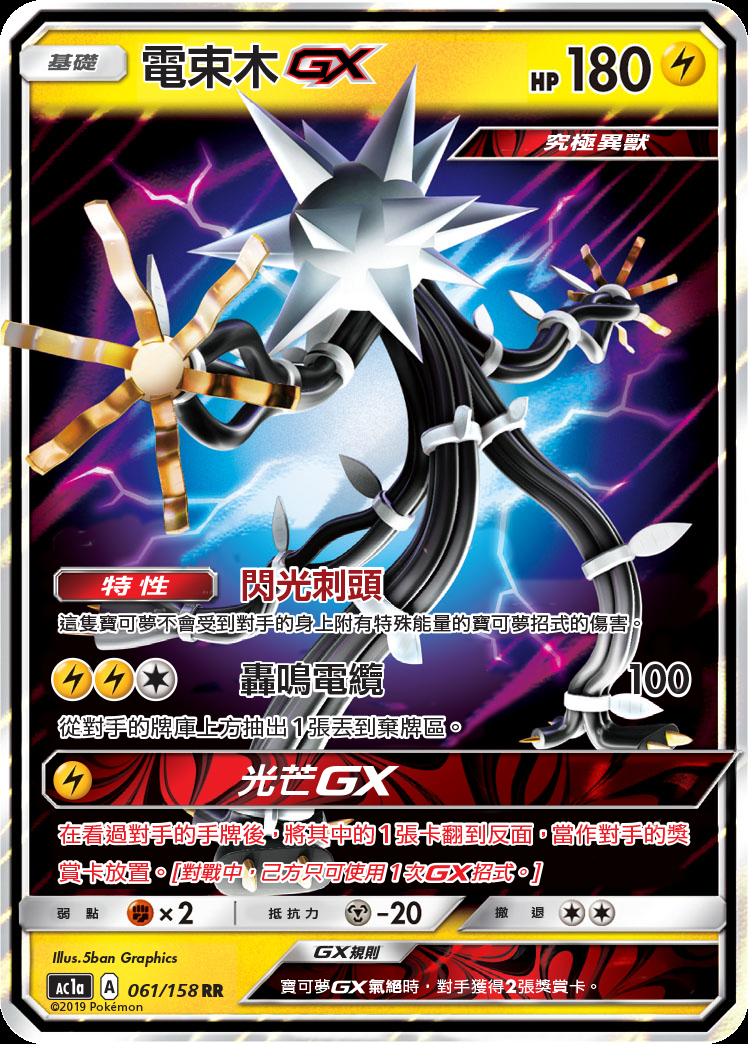 基礎 電束木GX HP 180
究極異獸
特性 閃光刺頭
這隻寶可夢不會受到對手的身上附有特殊能量的寶可夢招式的傷害。
轟鳴電纜 100
從對手的牌庫上方抽出1張丟到棄牌區。
光芒GX
在看過對手的手牌後，將其中的1張卡翻到反面，當作對手的獎
賞卡放置。[對戰中，己方只可使用1次GX招式。]
弱點 ×2 抵抗力 -20 撤退
Illus. 5ban Graphics
GX規則
AC1a A 061/158 RR
寶可夢GX氣絕時，對手獲得2張獎賞卡。
©2019 Pokémon